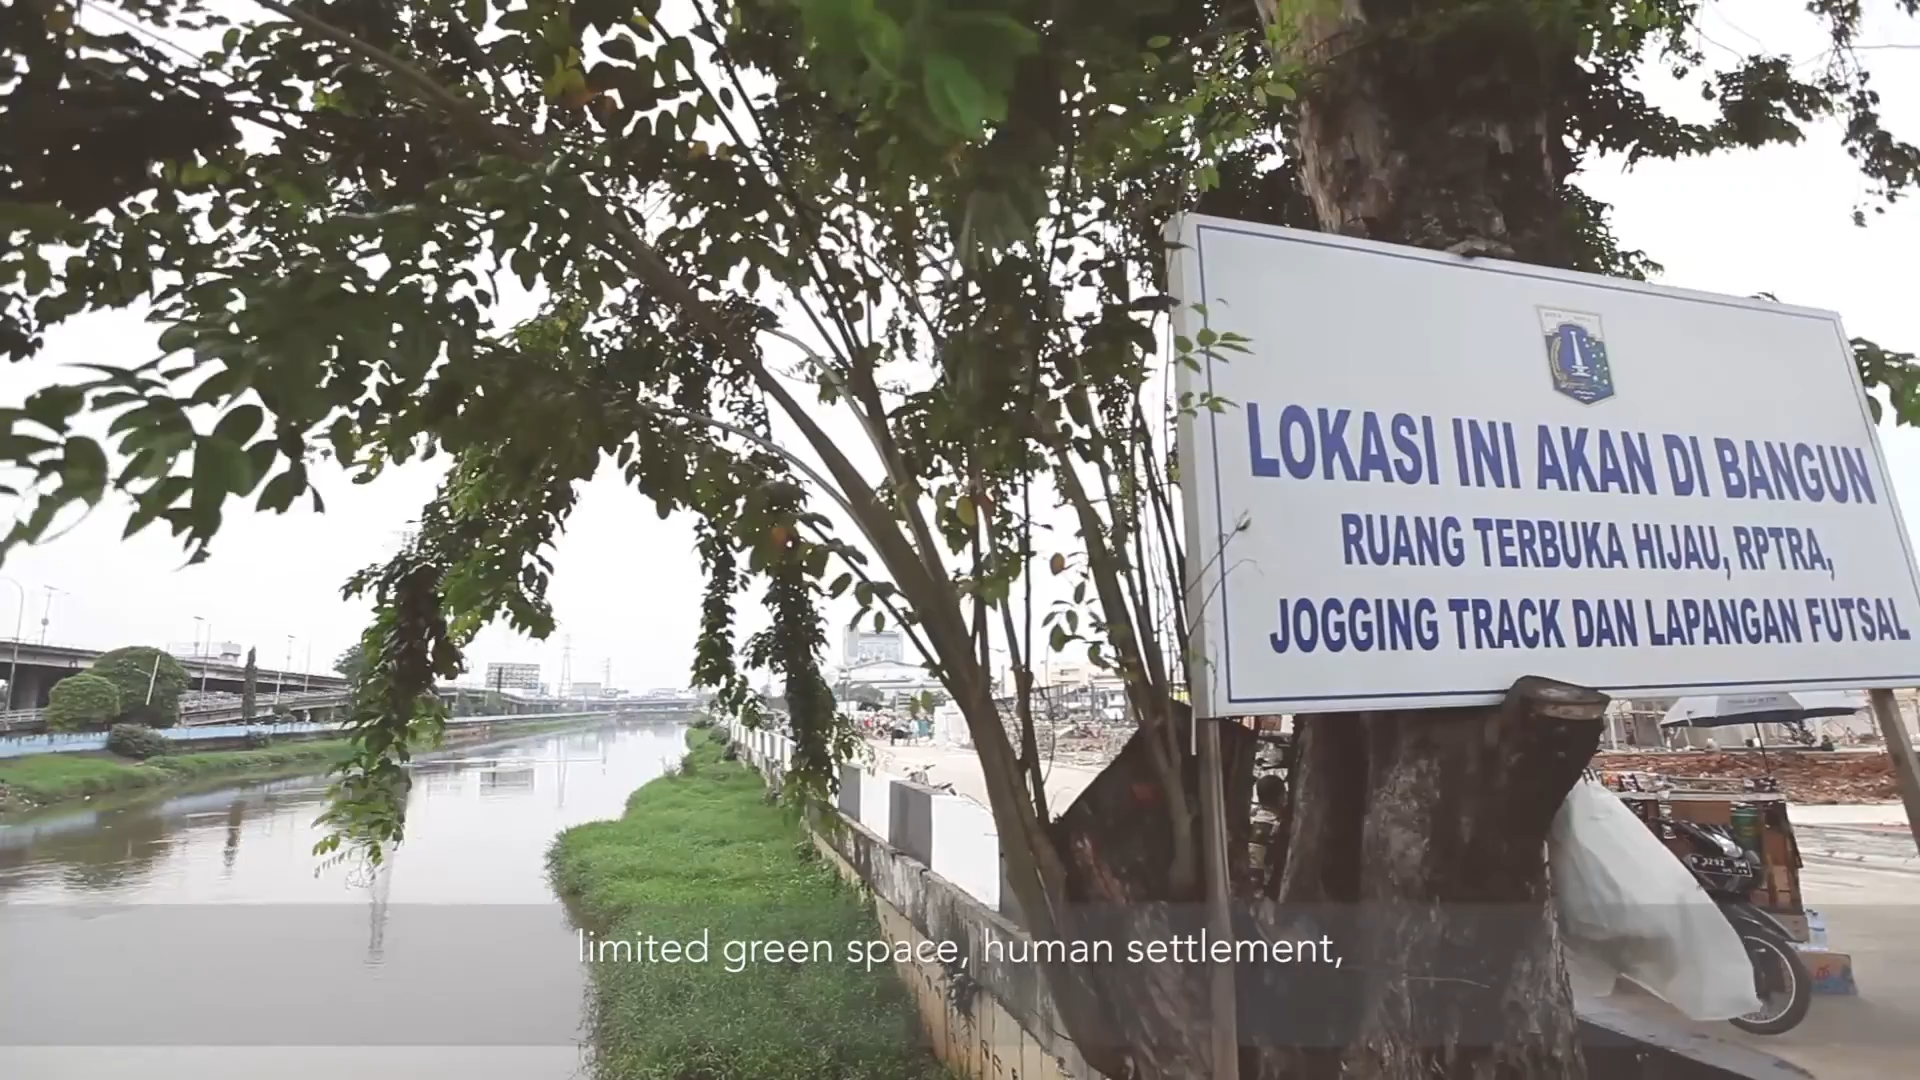 LOKASI INI AKAN DI BANGUN
RUANG TERBUKA HIJAU, RPTRA,
JOGGING TRACK DAN LAPANGAN FUTSAL
limited green space, human settlement,